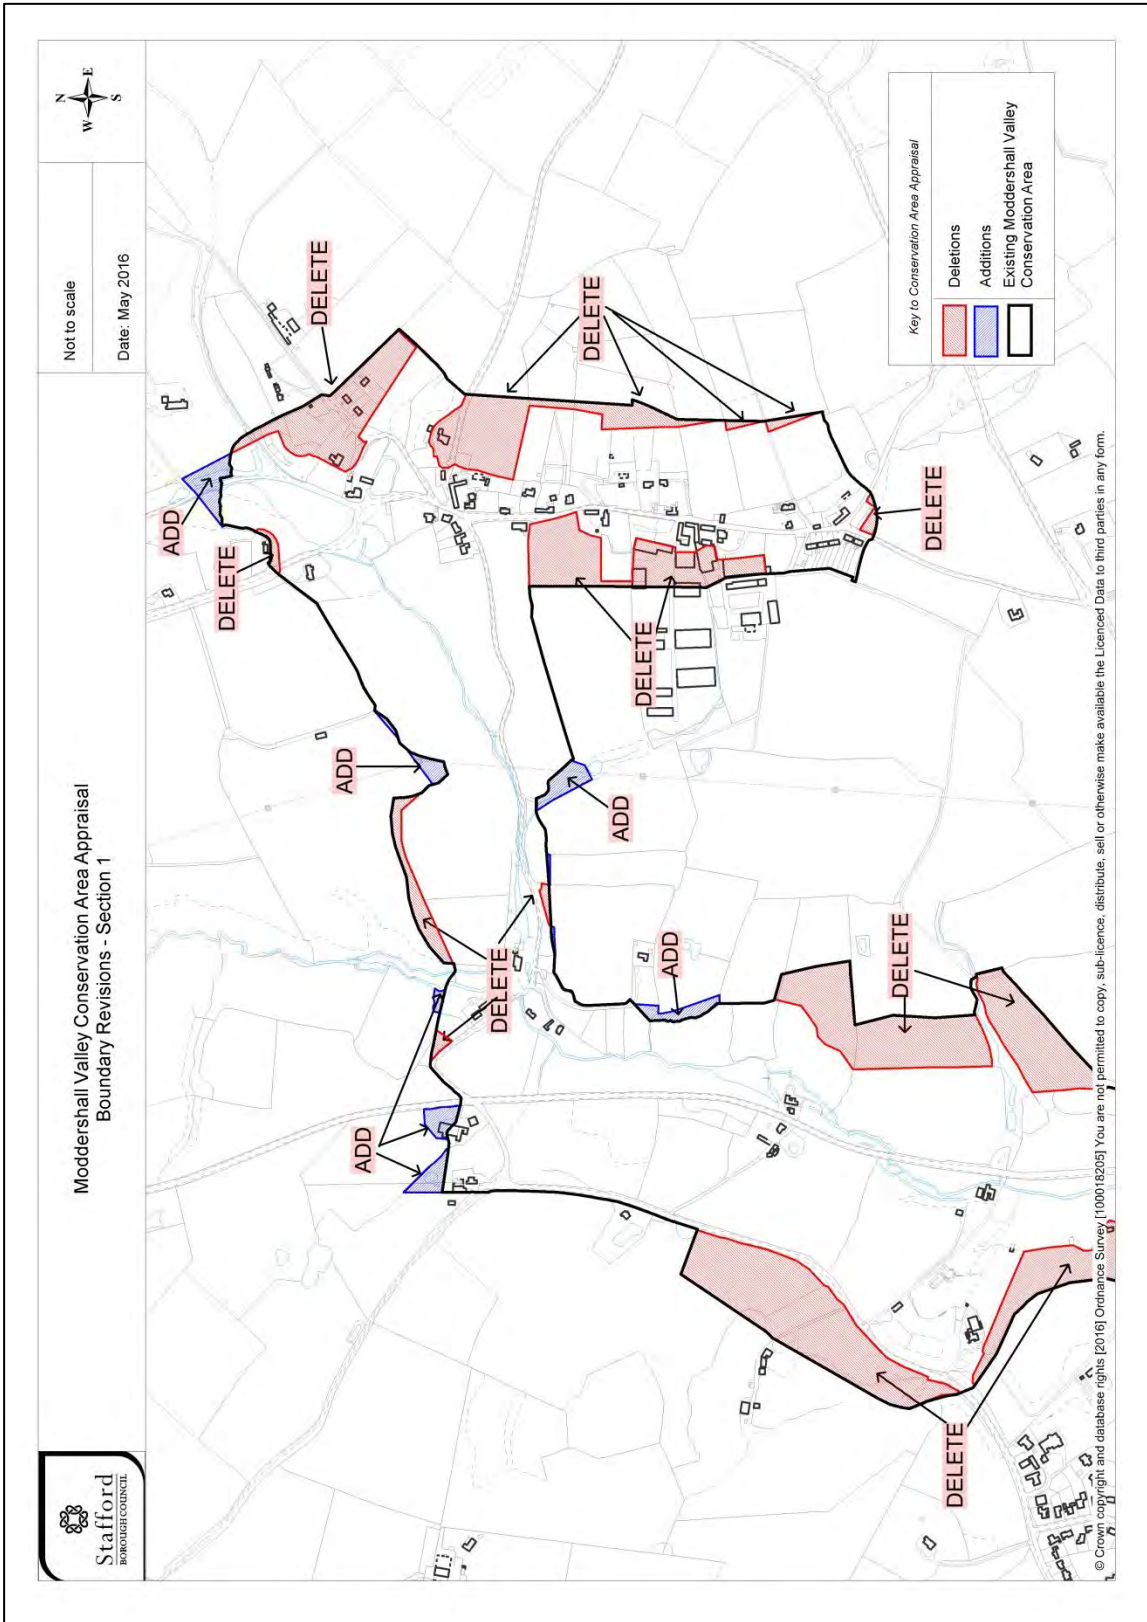 Stafford
BOROUGH COUNCIL
Moddershall Valley Conservation Area Appraisal
Boundary Revisions - Section 1
Not to scale
Date: May 2016
N
W
E
S
ADD
DELETE
DELETE
ADD
DELETE
ADD
DELETE
DELETE
ADD
DELETE
ADD
DELETE
DELETE
DELETE
Key to Conservation Area Appraisal
Deletions
Additions
Existing Moddershall Valley
Conservation Area
© Crown copyright and database rights [2016] Ordnance Survey [100018205] You are not permitted to copy, sub-licence, distribute, sell or otherwise make available the Licenced Data to third parties in any form.